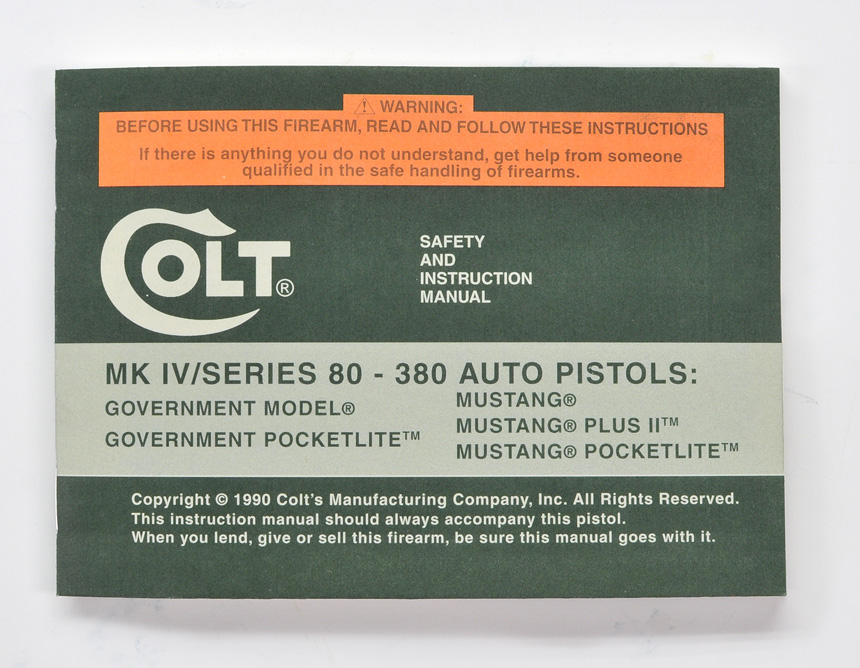 ⚠ WARNING:
BEFORE USING THIS FIREARM, READ AND FOLLOW THESE INSTRUCTIONS
If there is anything you do not understand, get help from someone
qualified in the safe handling of firearms.
COLT®
SAFETY
AND
INSTRUCTION
MANUAL
MK IV/SERIES 80 - 380 AUTO PISTOLS:
GOVERNMENT MODEL®
GOVERNMENT POCKETLITE™
MUSTANG®
MUSTANG® PLUS II™
MUSTANG® POCKETLITE™
Copyright © 1990 Colt's Manufacturing Company, Inc. All Rights Reserved.
This instruction manual should always accompany this pistol.
When you lend, give or sell this firearm, be sure this manual goes with it.